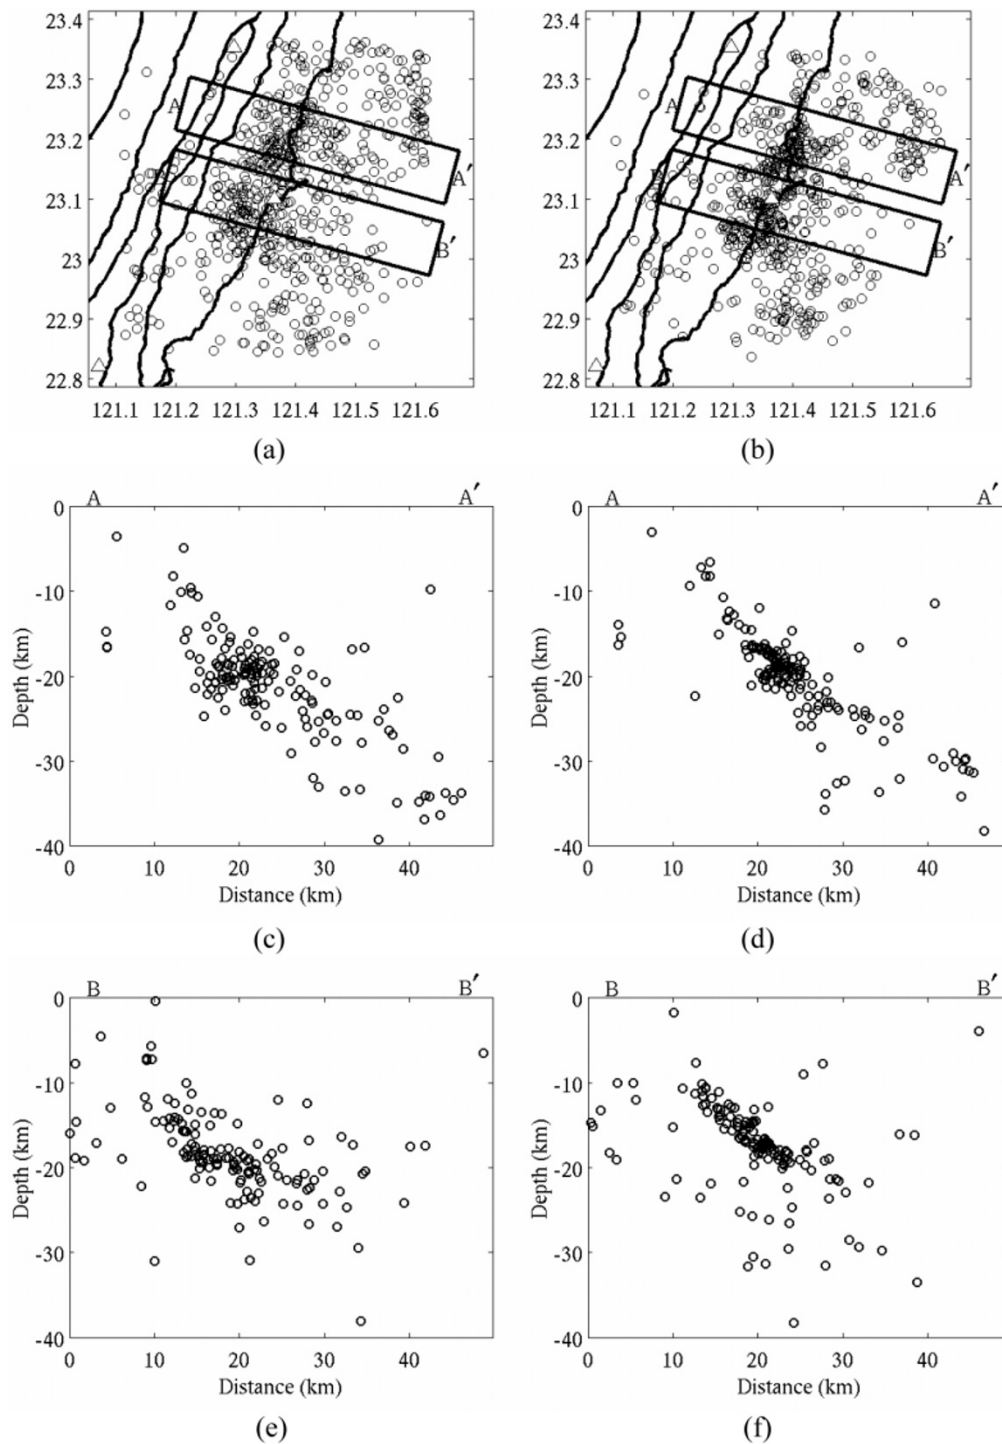 23.4 23.4
23.3 23.3
A A
23.2 23.2
A′ A′
23.1 23.1
B′ B′
23 23
22.9 22.9
22.8 22.8
121.1 121.2 121.3 121.4 121.5 121.6 121.1 121.2 121.3 121.4 121.5 121.6
(a) (b)
A A′ A A′
0 0
-10 -10
Depth (km) Depth (km)
-20 -20
-30 -30
-40 -40
0 10 20 30 40 0 10 20 30 40
Distance (km) Distance (km)
(c) (d)
B B′ B B′
0 0
-10 -10
Depth (km) Depth (km)
-20 -20
-30 -30
-40 -40
0 10 20 30 40 0 10 20 30 40
Distance (km) Distance (km)
(e) (f)